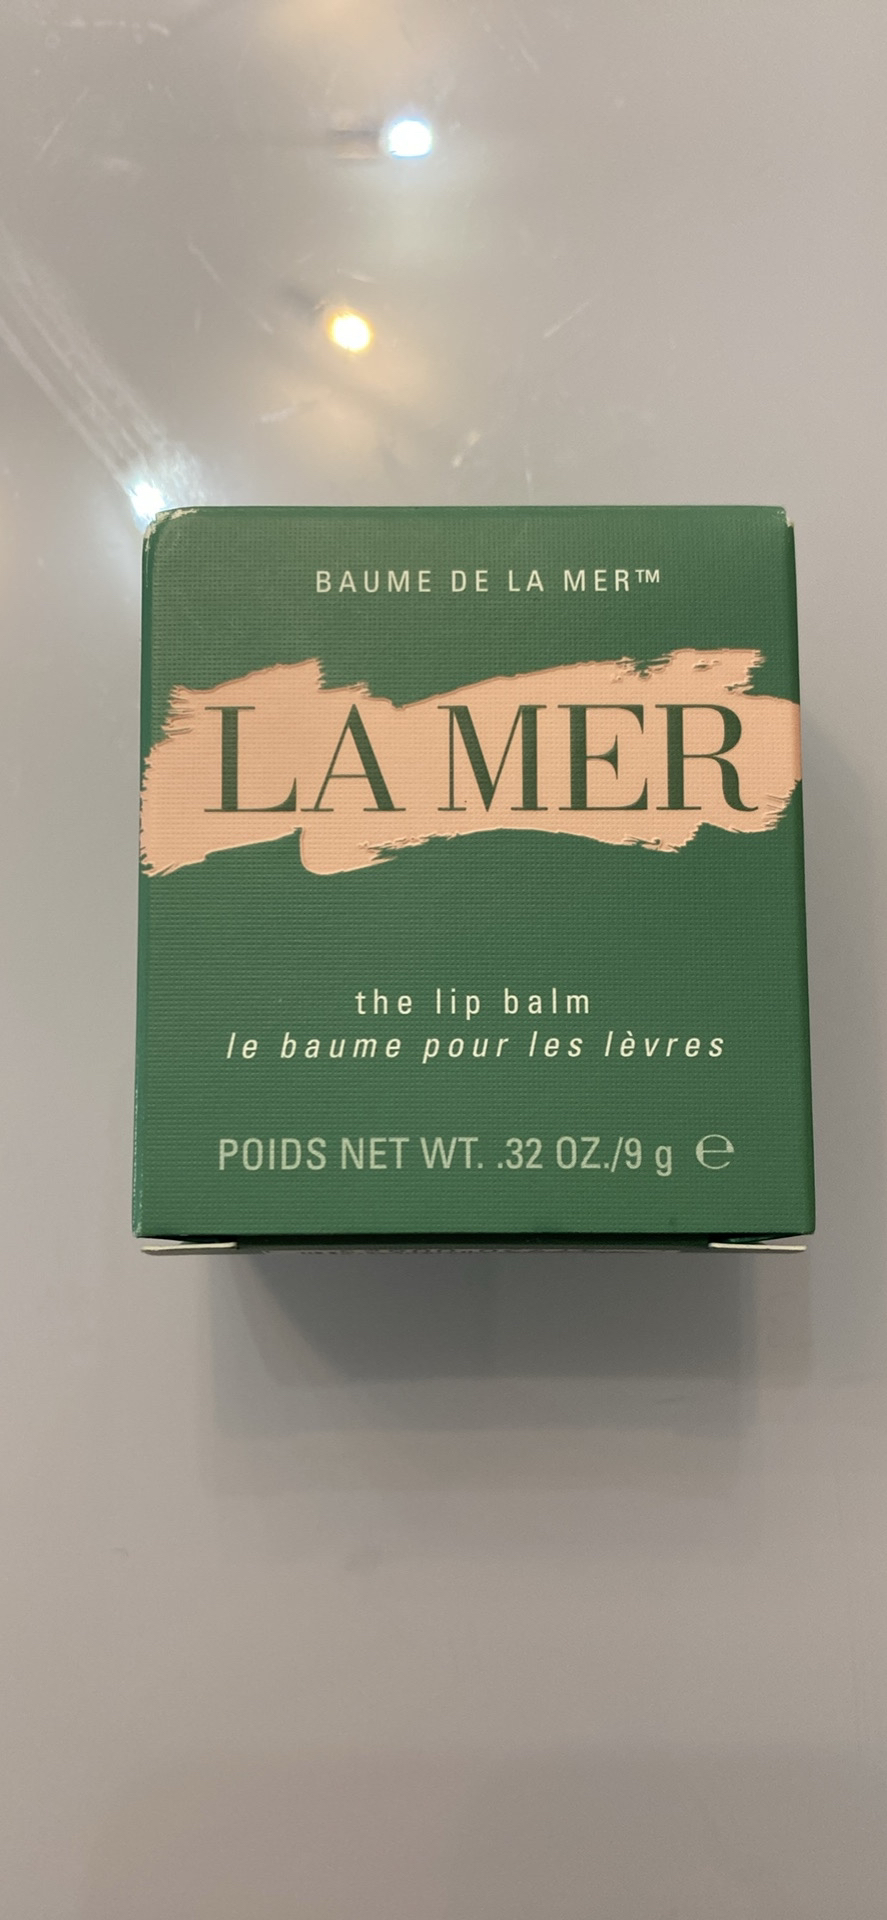 BAUME DE LA MER™
LA MER
the lip balm
le baume pour les lèvres
POIDS NET WT. .32 OZ./9 g ℮